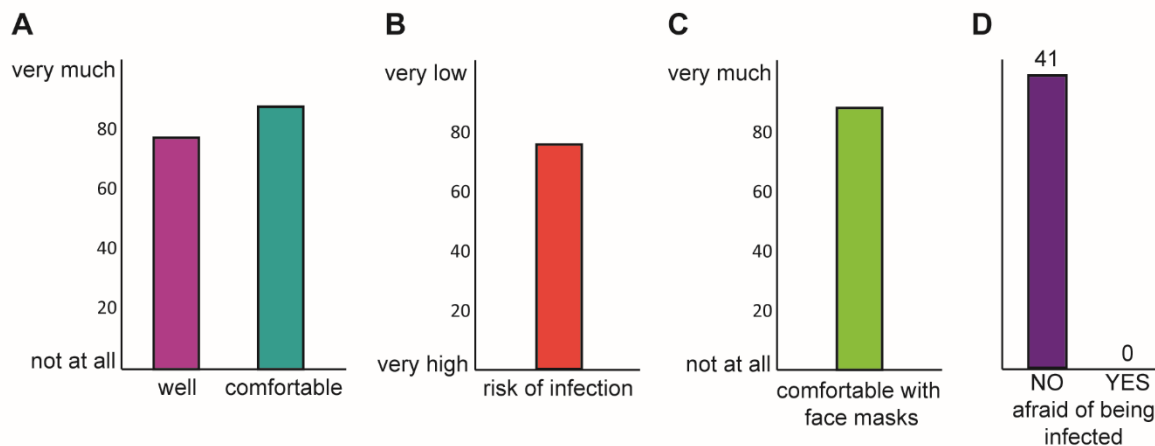 A
very much
80
60
40
20
not at all
well comfortable
B
very low
80
60
40
20
very high
risk of infection
C
very much
80
60
40
20
not at all
comfortable with
face masks
D
41
0
NO YES
afraid of being
infected